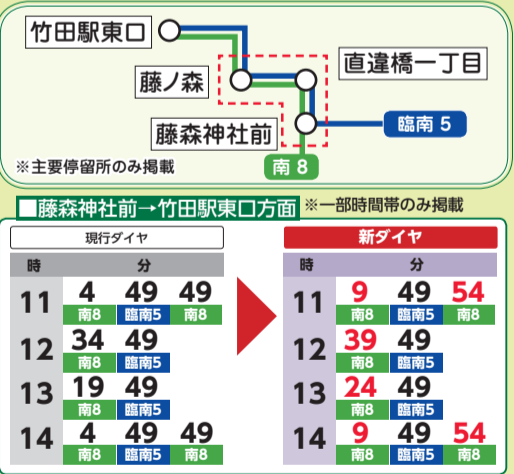 竹田駅東口
直違橋一丁目
藤ノ森
藤森神社前
臨南 5
※主要停留所のみ掲載
南 8
■藤森神社前→竹田駅東口方面 ※一部時間帯のみ掲載
現行ダイヤ
時 分
11 4 49 49
南8 臨南5 南8
12 34 49
南8 臨南5
13 19 49
南8 臨南5
14 4 49 49
南8 臨南5 南8
新ダイヤ
時 分
11 9 49 54
南8 臨南5 南8
12 39 49
南8 臨南5
13 24 49
南8 臨南5
14 9 49 54
南8 臨南5 南8